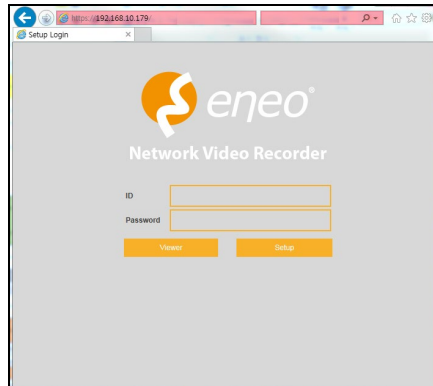 https://192.168.10.179/
Setup Login
eneo®
Network Video Recorder
ID
Password
Viewer
Setup